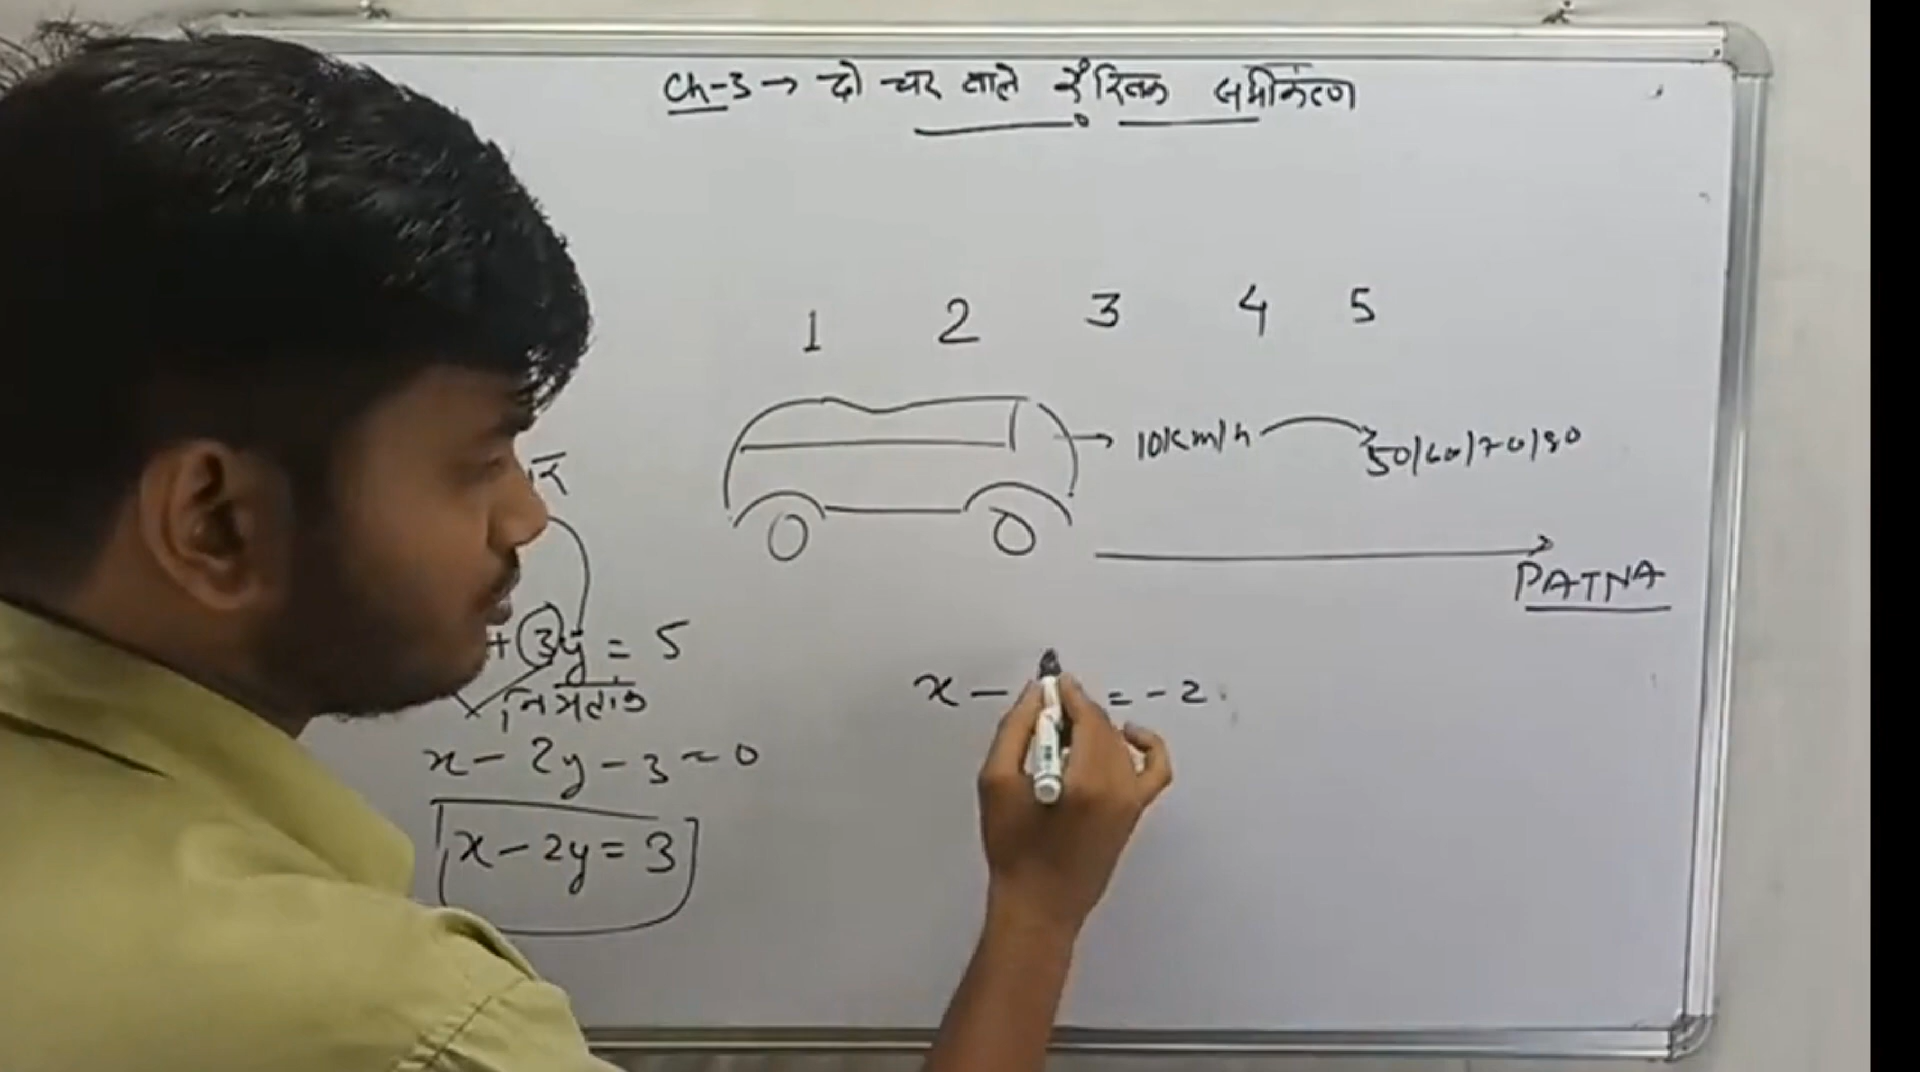 Ch-3 → दो चर वाले रैखिक समीकरण
1 2 3 4 5
→ 10km/h 50/60/70/80
PATNA
+ 3y = 5
नियतांक
x - 2y - 3 = 0
x - 2y = 3
x - = -2